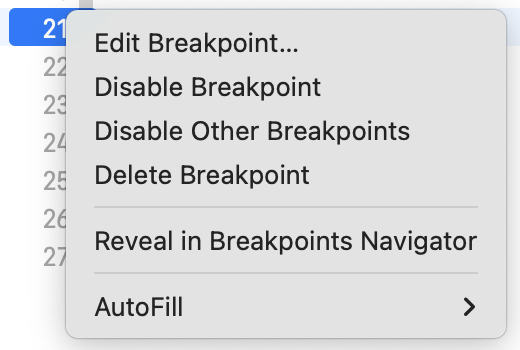 21
Edit Breakpoint...
22
Disable Breakpoint
23
Disable Other Breakpoints
24
Delete Breakpoint
25
26
Reveal in Breakpoints Navigator
27
AutoFill